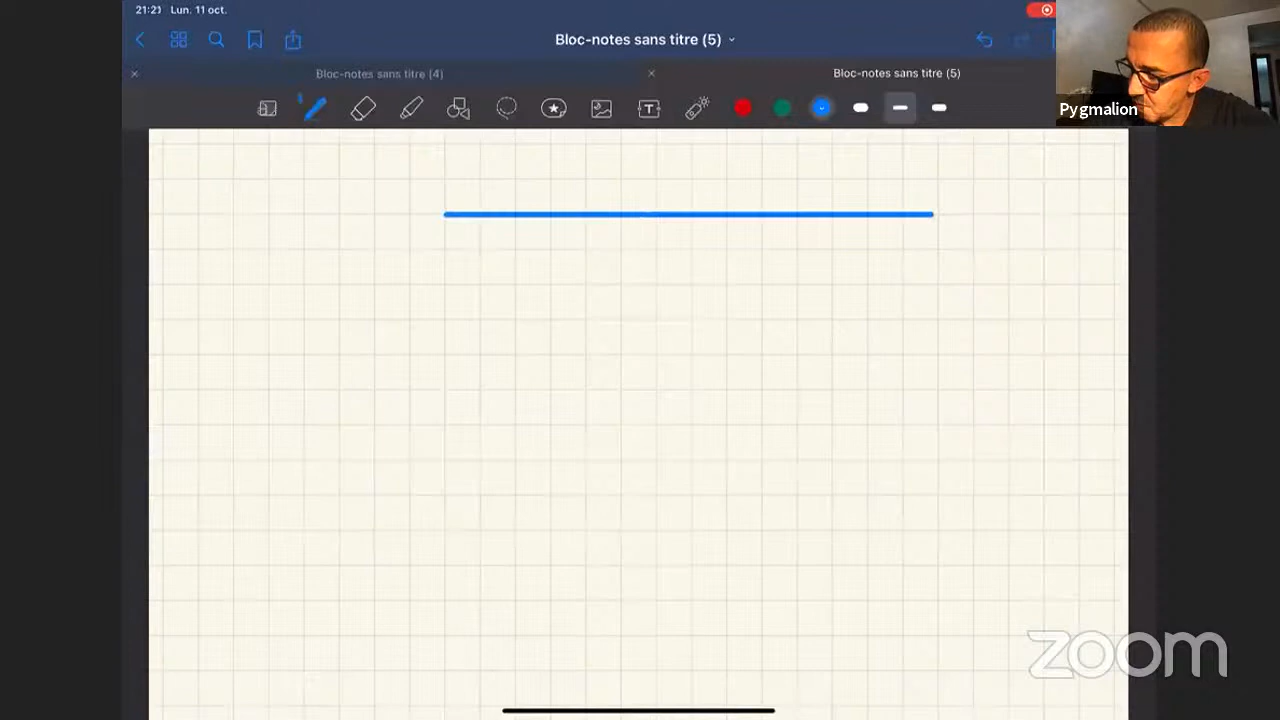 21:21 Lun. 11 oct.
Bloc-notes sans titre (5)
Bloc-notes sans titre (4)
Bloc-notes sans titre (5)
T
Pygmalion
zoom